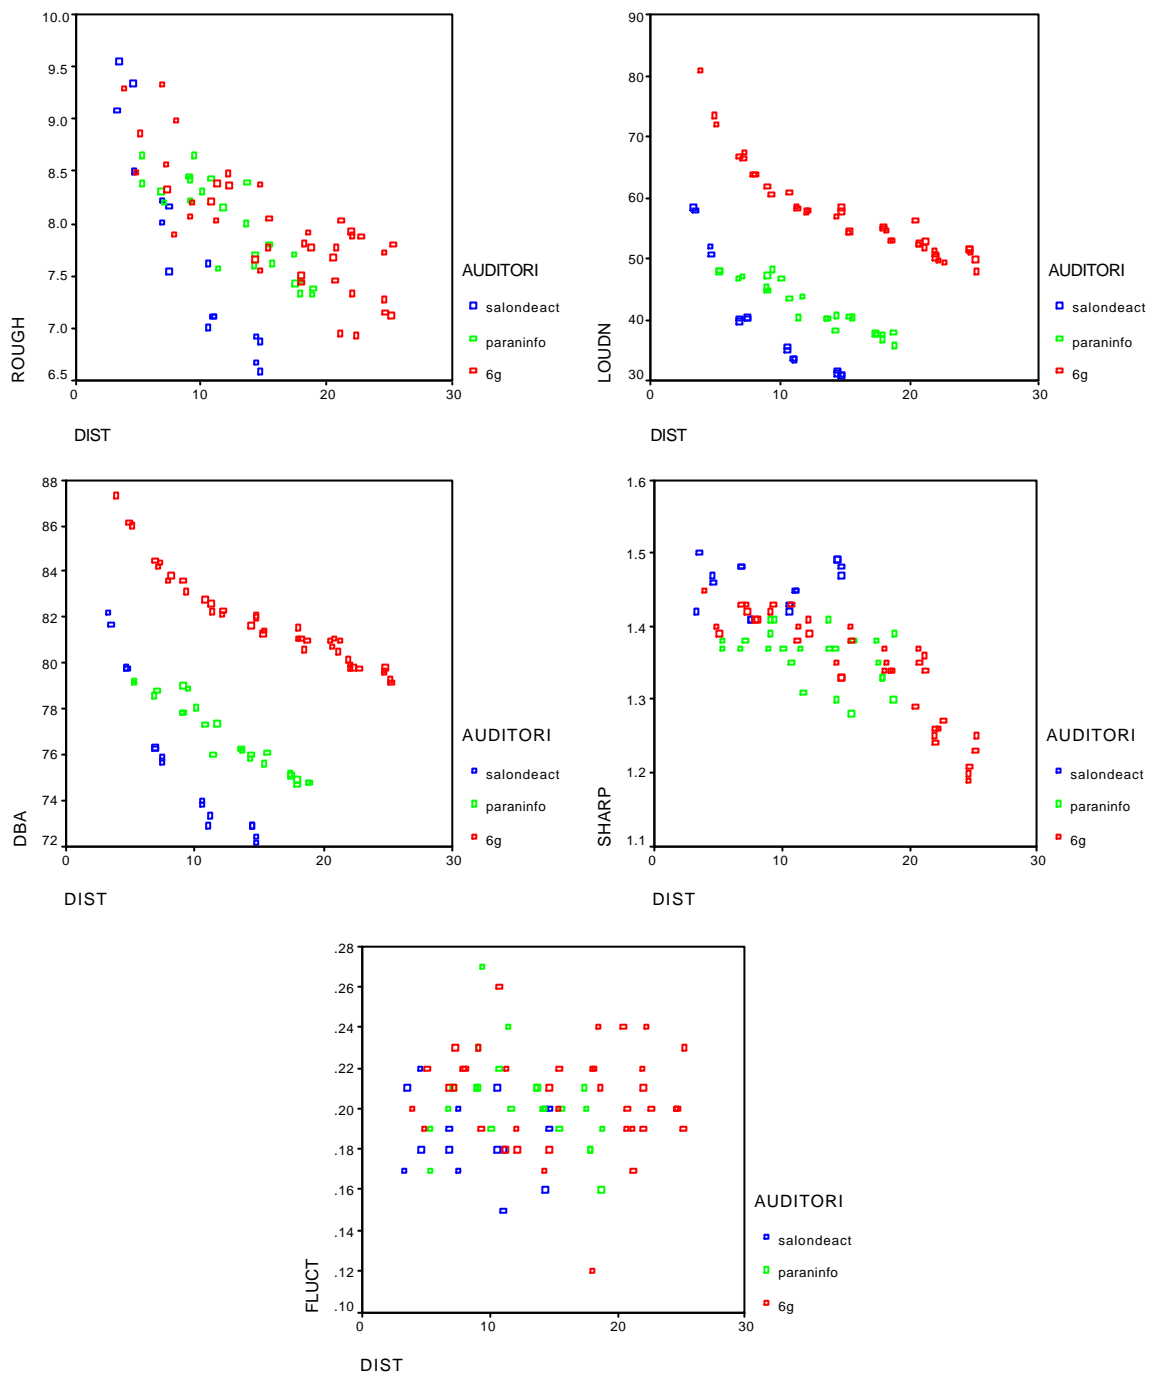 10.0
9.5
9.0
8.5
8.0
7.5
7.0
6.5
ROUGH
0 10 20 30
DIST
AUDITORI
salondeact
paraninfo
6g
90
80
70
60
50
40
30
LOUDN
0 10 20 30
DIST
AUDITORI
salondeact
paraninfo
6g
88
86
84
82
80
78
76
74
72
DBA
0 10 20 30
DIST
AUDITORI
salondeact
paraninfo
6g
1.6
1.5
1.4
1.3
1.2
1.1
SHARP
0 10 20 30
DIST
AUDITORI
salondeact
paraninfo
6g
.28
.26
.24
.22
.20
.18
.16
.14
.12
.10
FLUCT
0 10 20 30
DIST
AUDITORI
salondeact
paraninfo
6g